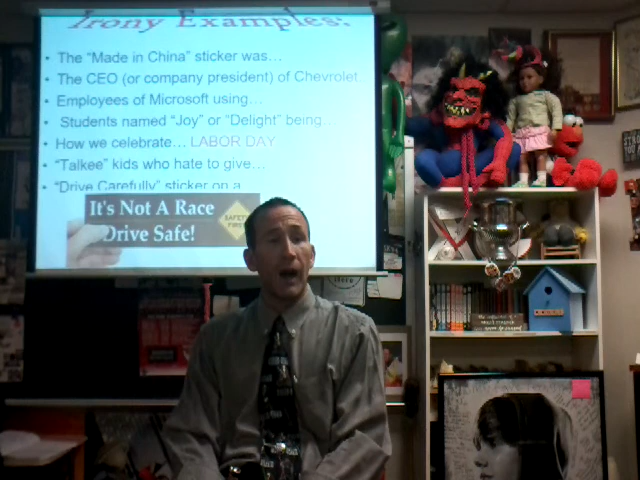 Irony Examples:
• The "Made in China" sticker was…
• The CEO (or company president) of Chevrolet
• Employees of Microsoft using…
• Students named "Joy" or "Delight" being…
• How we celebrate… LABOR DAY
• "Talkee" kids who hate to give…
• "Drive Carefully" sticker on a
It's Not A Race
Drive Safe!
SAFETY
FIRST